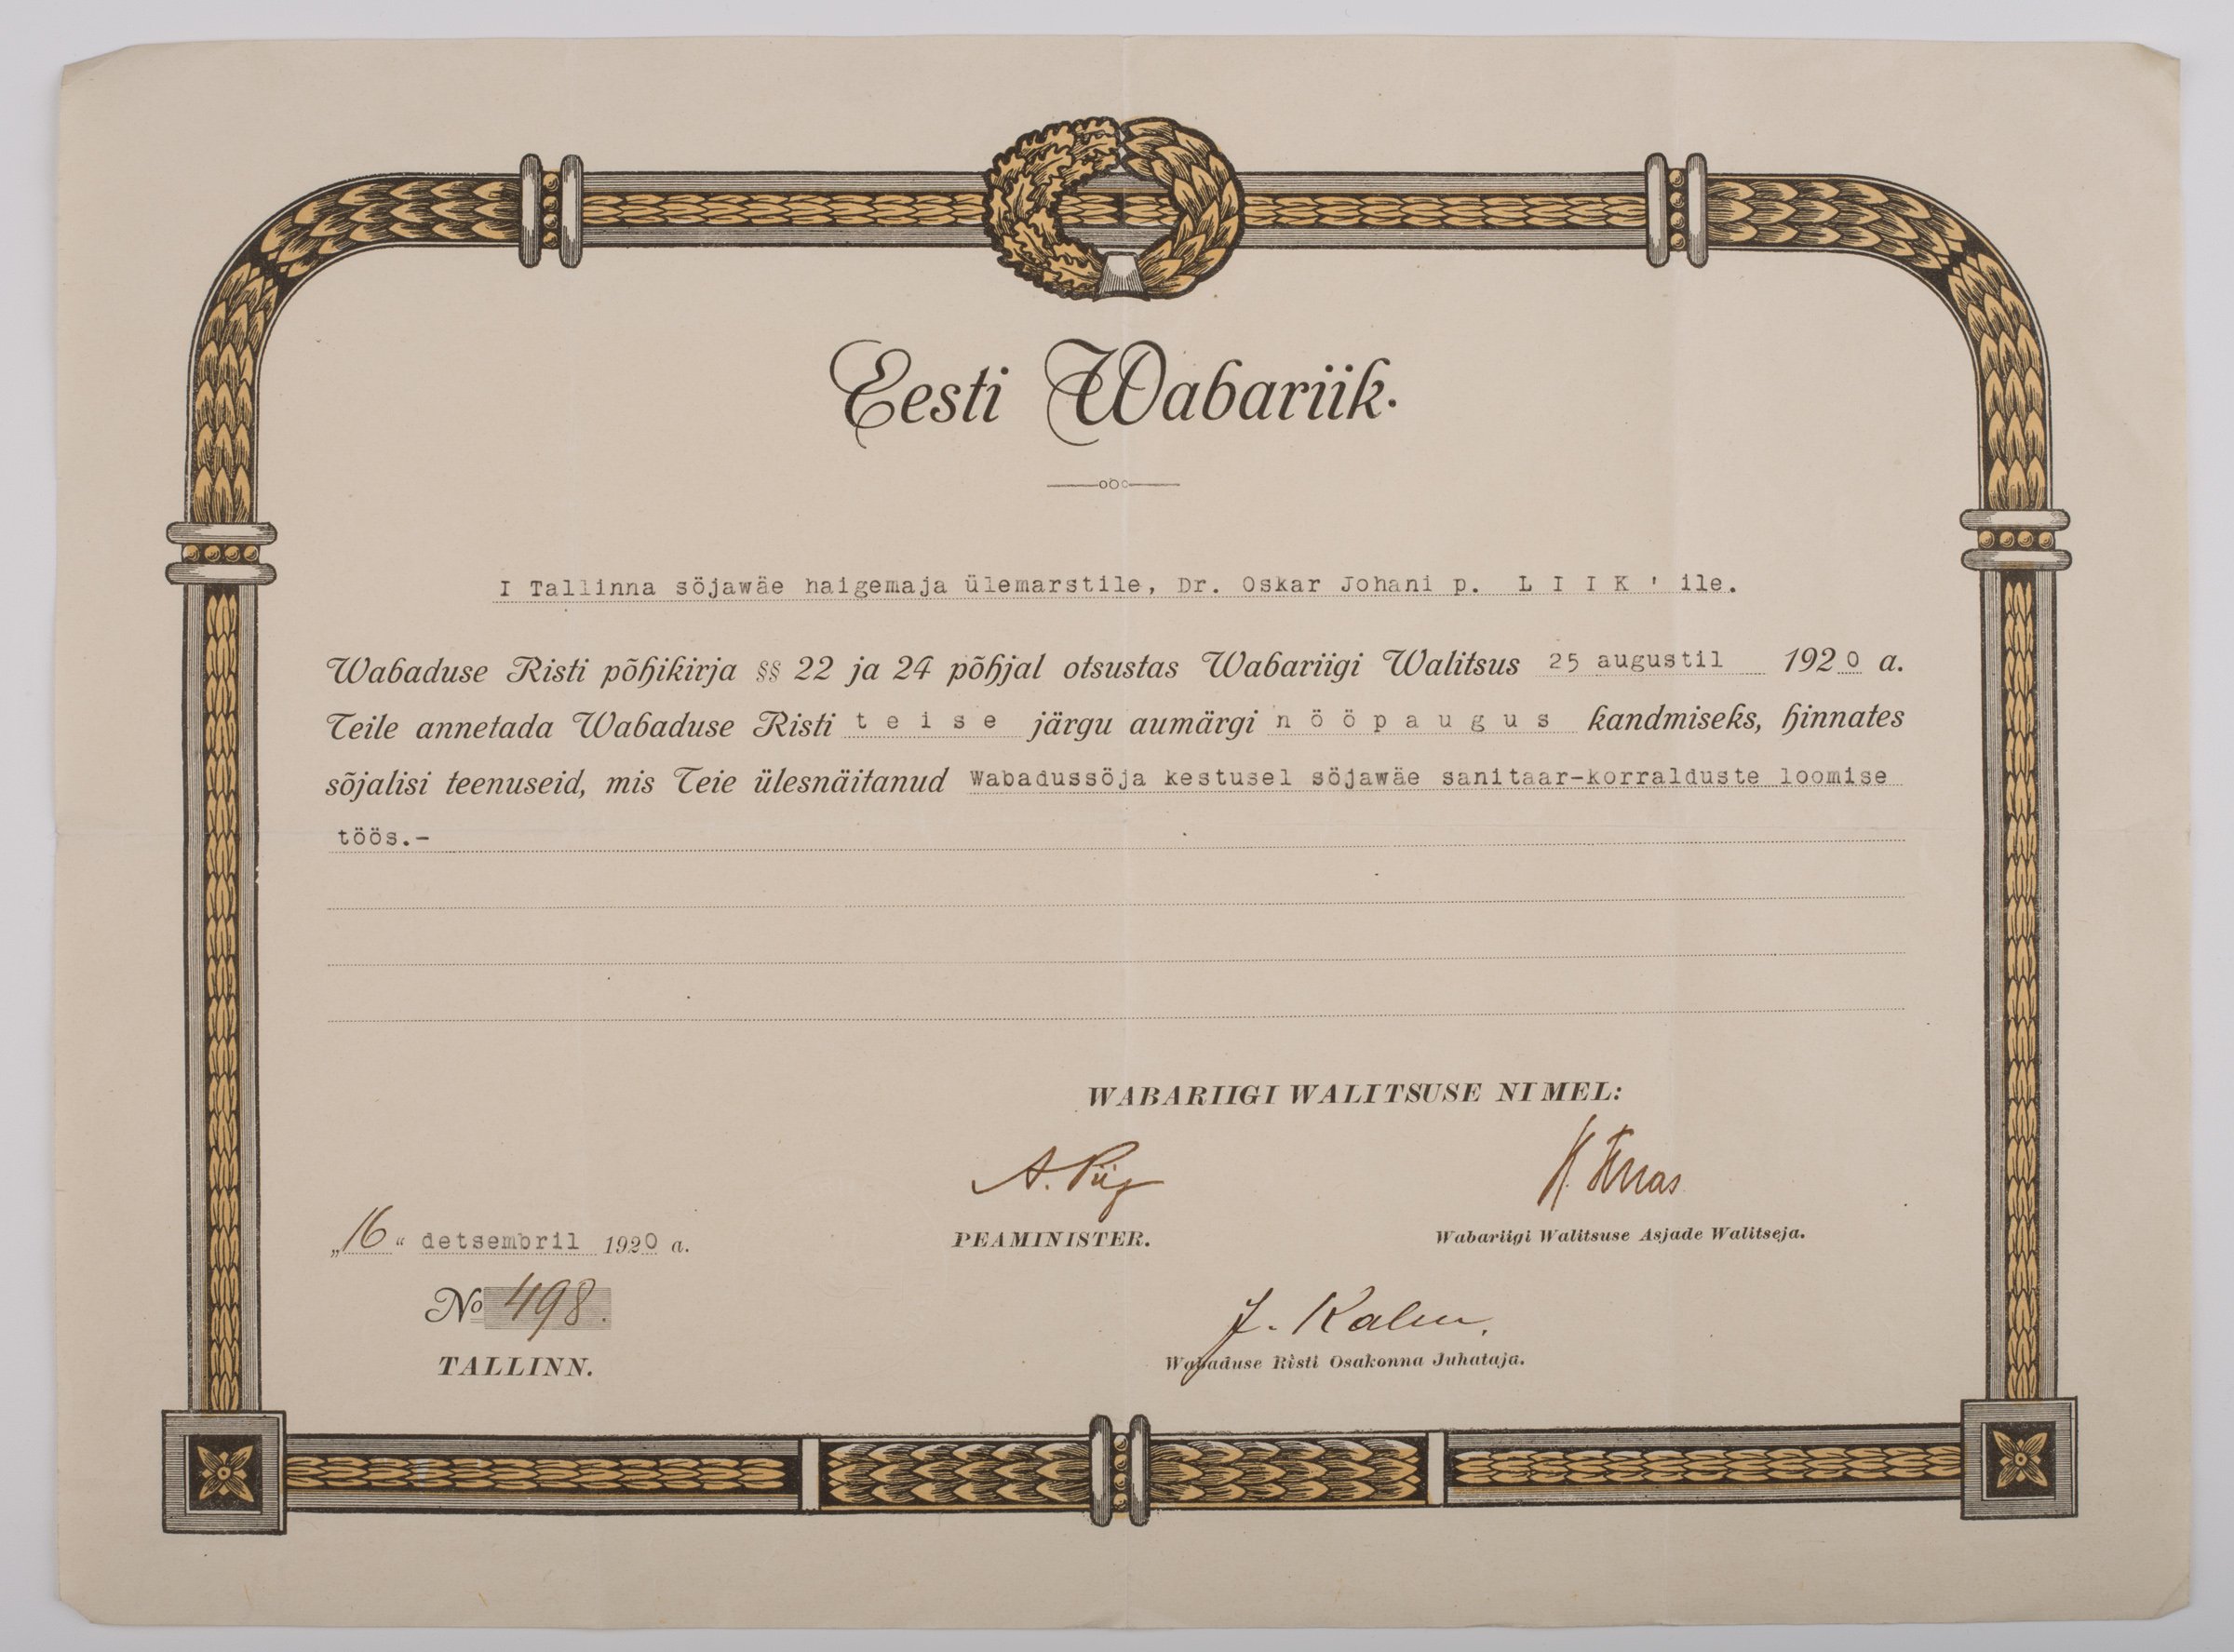 Eesti Wabariik.
I Tallinna söjawäe haigemaja ülemarstile, Dr. Oskar Johani p. L I I K ' ile.
Wabaduse Risti põhikirja §§ 22 ja 24 põhjal otsustas Wabariigi Walitsus 25 augustil 1920 a.
Teile annetada Wabaduse Risti t e i s e järgu aumärgi n ö ö p a u g u s kandmiseks, hinnates
sõjalisi teenuseid, mis Teie ülesnäitanud Wabadussöja kestusel söjawäe sanitaar-korralduste loomise
töös.-
WABARIIGI WALITSUSE NIMEL:
A. Piip
PEAMINISTER.
Wabariigi Walitsuse Asjade Walitseja.
„16“ detsembril 1920 a.
No 498.
TALLINN.
J. Kalm.
Wabaduse Risti Osakonna Juhataja.